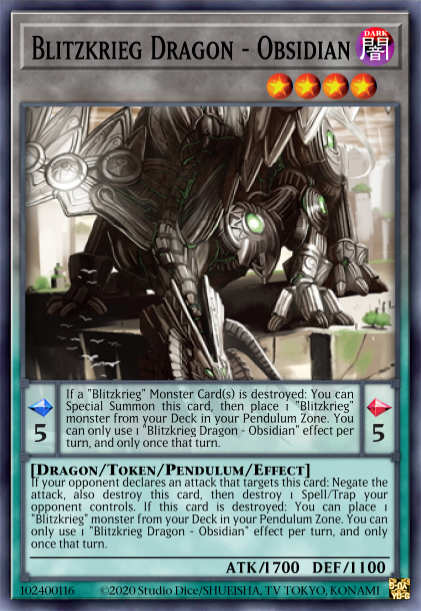 BLITZKRIEG DRAGON - OBSIDIAN
DARK
闇
If a "Blitzkrieg" Monster Card(s) is destroyed: You can
Special Summon this card, then place 1 "Blitzkrieg"
monster from your Deck in your Pendulum Zone. You
can only use 1 "Blitzkrieg Dragon - Obsidian" effect per
turn, and only once that turn.
5
5
[DRAGON/TOKEN/PENDULUM/EFFECT]
If your opponent declares an attack that targets this card: Negate the
attack, also destroy this card, then destroy 1 Spell/Trap your
opponent controls. If this card is destroyed: You can place 1
"Blitzkrieg" monster from your Deck in your Pendulum Zone. You can
only use 1 "Blitzkrieg Dragon - Obsidian" effect per turn, and only
once that turn.
ATK/1700 DEF/1100
102400116 ©2020 Studio Dice/SHUEISHA, TV TOKYO, KONAMI